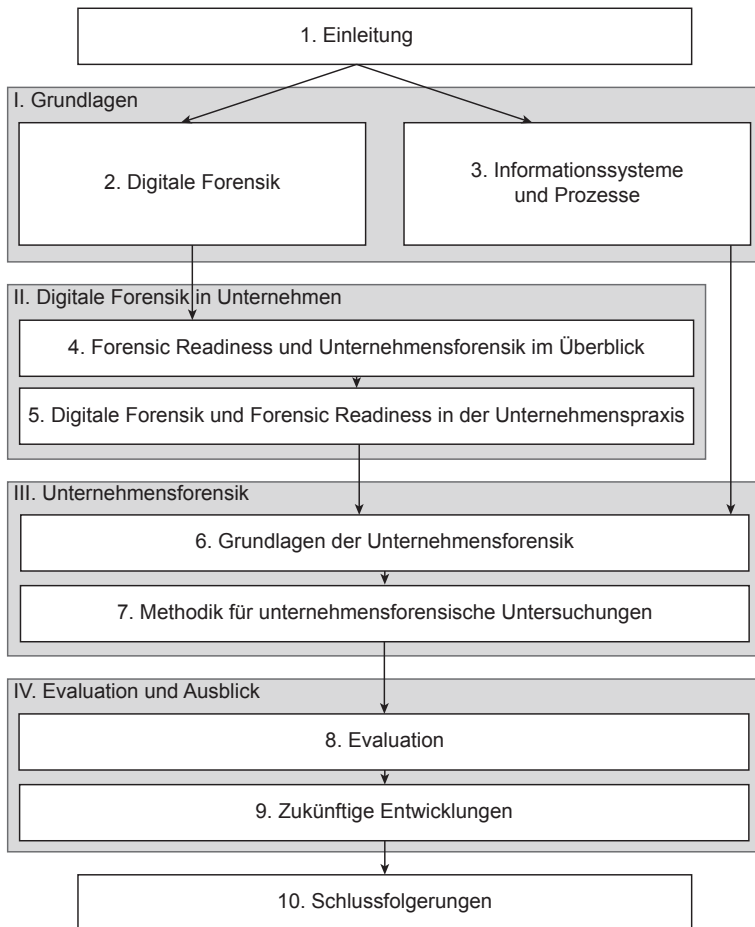 1. Einleitung
I. Grundlagen
2. Digitale Forensik
3. Informationssysteme
und Prozesse
II. Digitale Forensik in Unternehmen
4. Forensic Readiness und Unternehmensforensik im Überblick
5. Digitale Forensik und Forensic Readiness in der Unternehmenspraxis
III. Unternehmensforensik
6. Grundlagen der Unternehmensforensik
7. Methodik für unternehmensforensische Untersuchungen
IV. Evaluation und Ausblick
8. Evaluation
9. Zukünftige Entwicklungen
10. Schlussfolgerungen